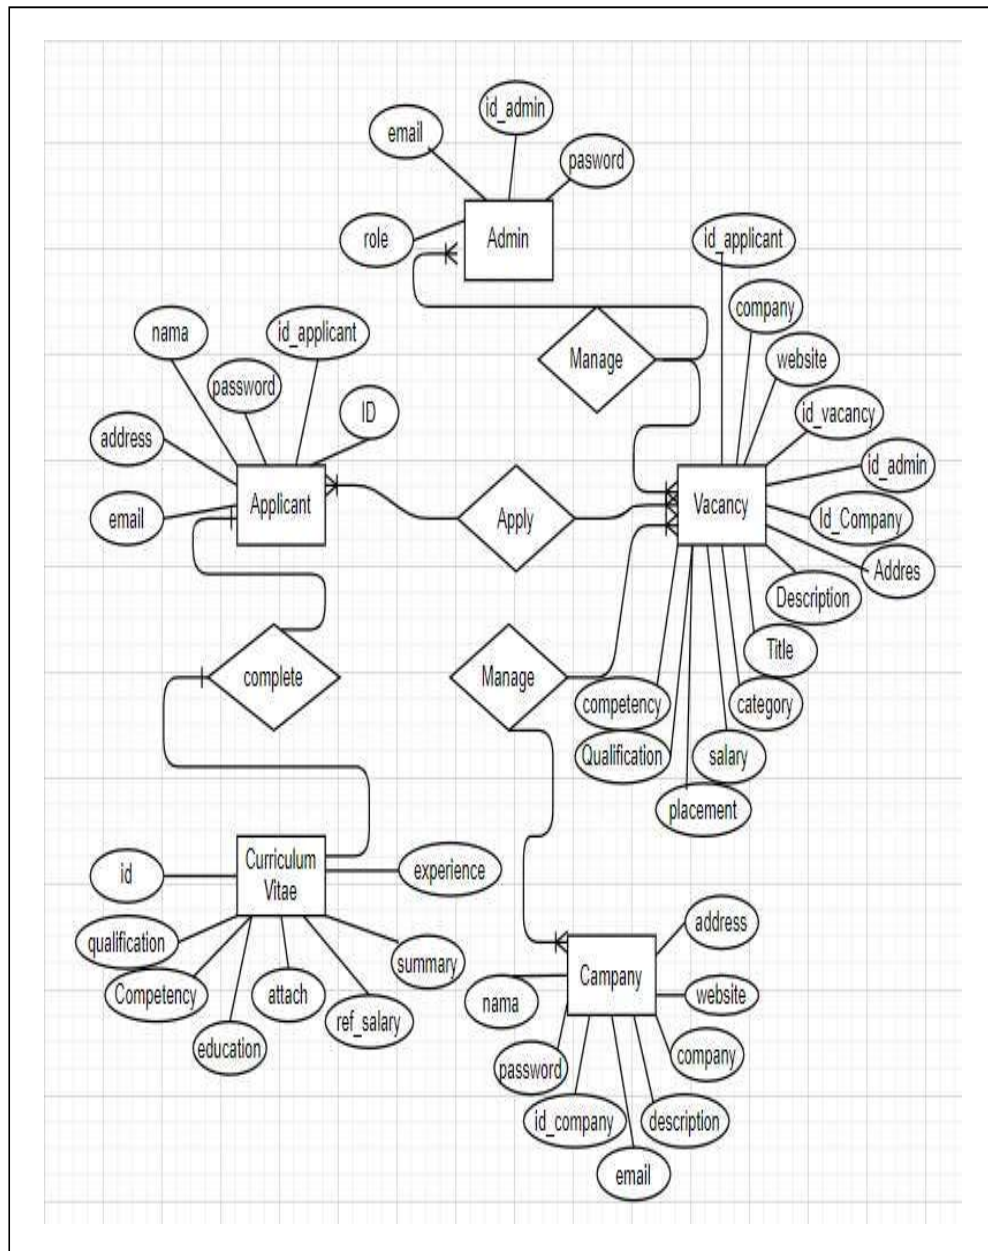 id_admin
email
pasword
role
Admin
id_applicant
company
nama
id_applicant
Manage
website
password
ID
id_vacancy
address
id_admin
Applicant
Apply
Vacancy
email
Id_Company
Addres
Description
Title
complete
Manage
competency
category
Qualification
salary
placement
Curriculum
Vitae
experience
id
address
qualification
summary
Competency
attach
Campany
nama
website
ref_salary
education
company
password
id_company
description
email